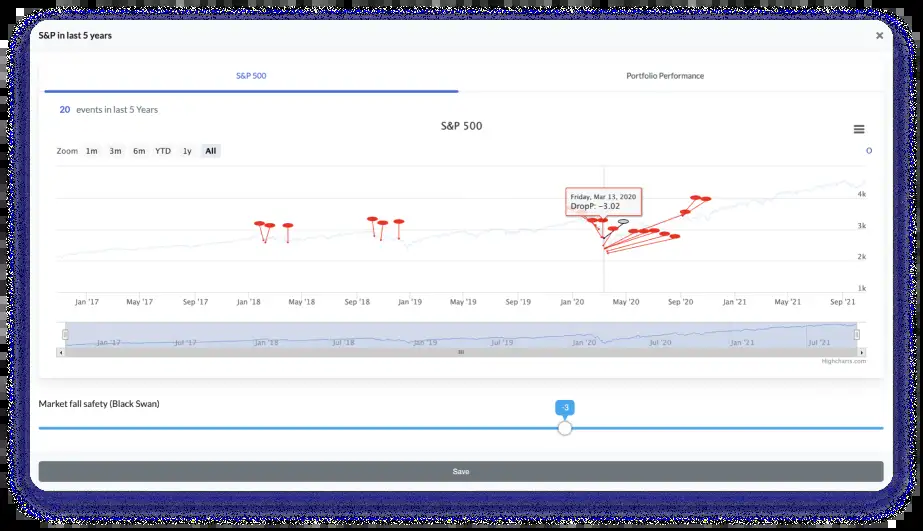 S&P in last 5 years
×
S&P 500
Portfolio Performance
20 events in last 5 Years
S&P 500
Zoom 1m 3m 6m YTD 1y All
Friday, Mar 13, 2020
DropP: −3.02
4k
3k
2k
1k
Jan '17 May '17 Sep '17 Jan '18 May '18 Sep '18 Jan '19 May '19 Sep '19 Jan '20 May '20 Sep '20 Jan '21 May '21 Sep '21
Jan '17 Jul '17 Jan '18 Jul '18 Jan '19 Jul '19 Jan '20 Jul '20 Jan '21 Jul '21
Highcharts.com
Market fall safety (Black Swan)
-3
Save